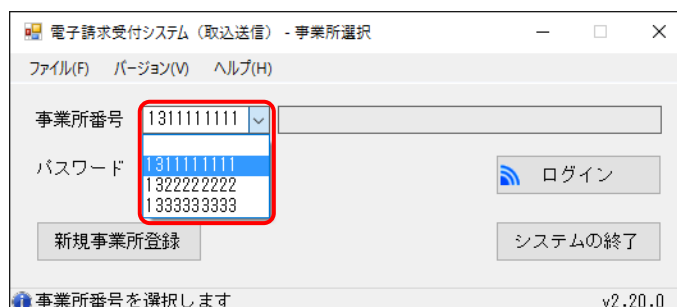 電子請求受付システム（取込送信） - 事業所選択
ファイル(F) バージョン(V) ヘルプ(H)
事業所番号 1311111111
1311111111
パスワード
ログイン
1322222222
1333333333
新規事業所登録 システムの終了
事業所番号を選択します v2.20.0